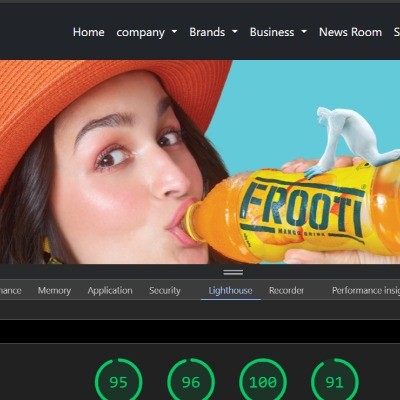 Home company Brands Business News Room S
FROOTI
MANGO DRINK
nance Memory Application Security Lighthouse Recorder Performance insig
95 96 100 91